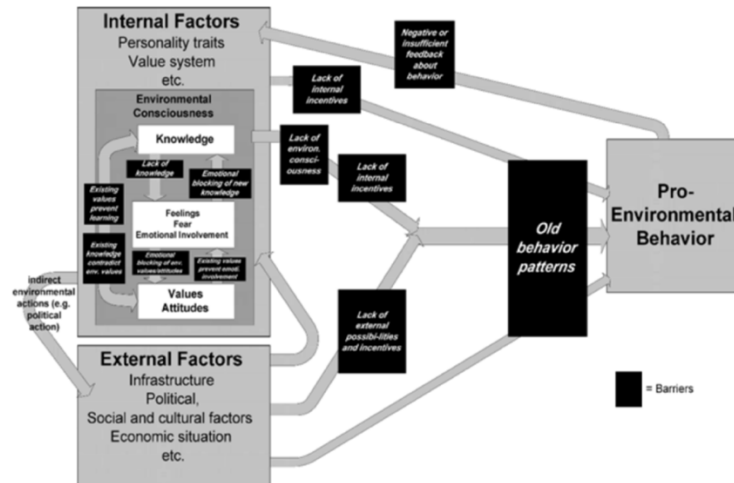 Internal Factors
Personality traits
Value system
etc.
Environmental
Consciousness
Knowledge
Lack of
knowledge
Emotional
blocking of new
knowledge
Existing
values
prevent
learning
Feelings
Fear
Emotional Involvement
Existing
knowledge
contradict
env. values
Emotional
blocking of env.
values/attitudes
Existing values
prevent emot.
involvement
Values
Attitudes
indirect
environmental
actions (e.g.
political
action)
External Factors
Infrastructure
Political,
Social and cultural factors
Economic situation
etc.
Lack of
internal
incentives
Negative or
insufficient
feedback
about
behavior
Lack of
environ.
consci-
ousness
Lack of
internal
incentives
Lack of
external
possibi-lities
and incentives
Old
behavior
patterns
Pro-
Environmental
Behavior
= Barriers